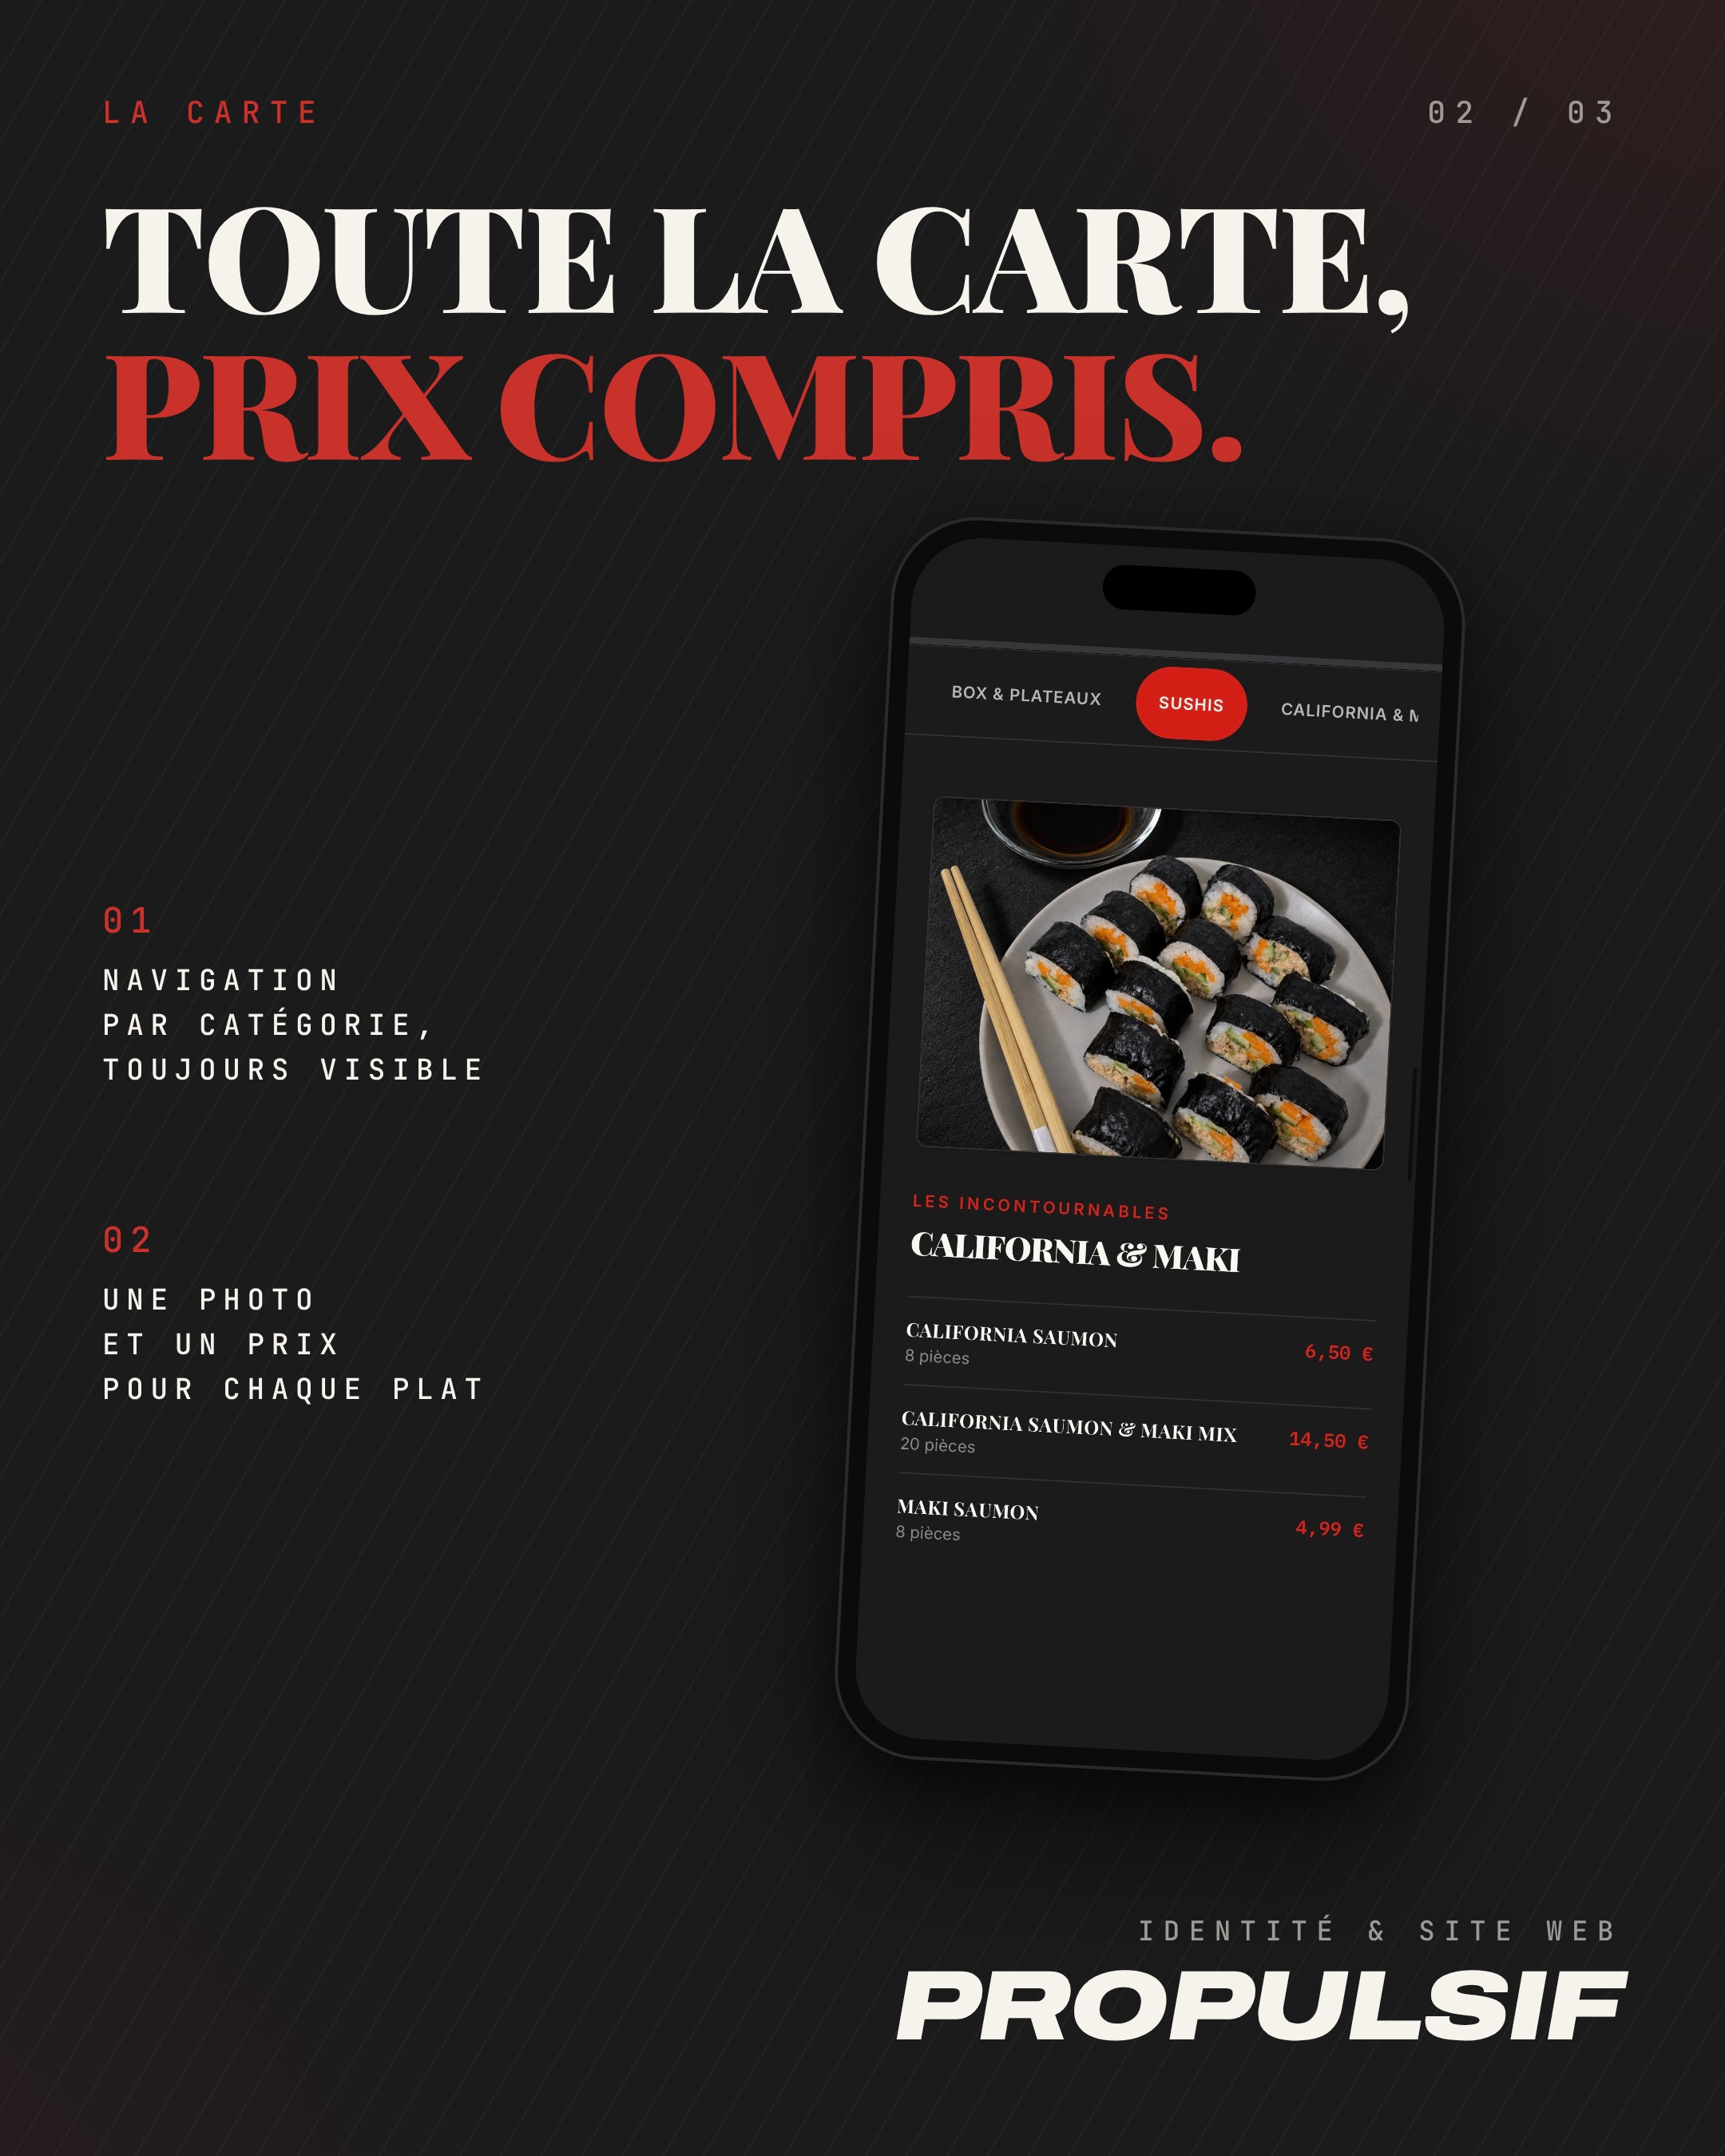 LA CARTE
02 / 03
TOUTE LA CARTE,
PRIX COMPRIS.
BOX & PLATEAUX
SUSHIS
CALIFORNIA &
01
NAVIGATION
PAR CATÉGORIE,
TOUJOURS VISIBLE
02
UNE PHOTO
ET UN PRIX
POUR CHAQUE PLAT
LES INCONTOURNABLES
CALIFORNIA & MAKI
CALIFORNIA SAUMON
8 pièces
6,50 €
CALIFORNIA SAUMON & MAKI MIX
20 pièces
14,50 €
MAKI SAUMON
8 pièces
4,99 €
IDENTITÉ & SITE WEB
PROPULSIF